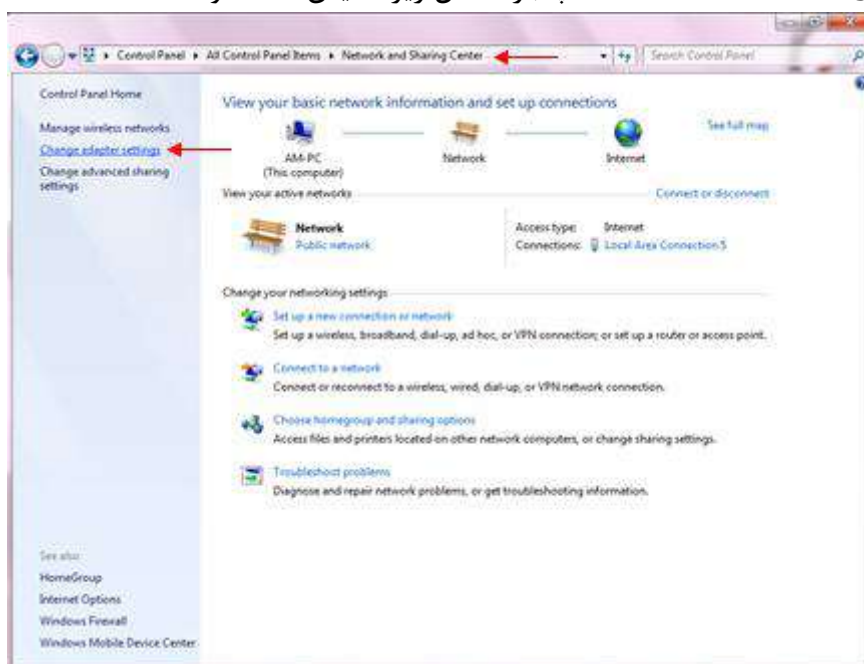 Control Panel ▸ All Control Panel Items ▸ Network and Sharing Center
Search Control Panel
Control Panel Home
Manage wireless networks
Change adapter settings
Change advanced sharing
settings
See also
HomeGroup
Internet Options
Windows Firewall
Windows Mobile Device Center
View your basic network information and set up connections
See full map
AM-PC
(This computer)
Network
Internet
View your active networks
Connect or disconnect
Network
Public network
Access type: Internet
Connections: Local Area Connection 5
Change your networking settings
Set up a new connection or network
Set up a wireless, broadband, dial-up, ad hoc, or VPN connection; or set up a router or access point.
Connect to a network
Connect or reconnect to a wireless, wired, dial-up, or VPN network connection.
Choose homegroup and sharing options
Access files and printers located on other network computers, or change sharing settings.
Troubleshoot problems
Diagnose and repair network problems, or get troubleshooting information.